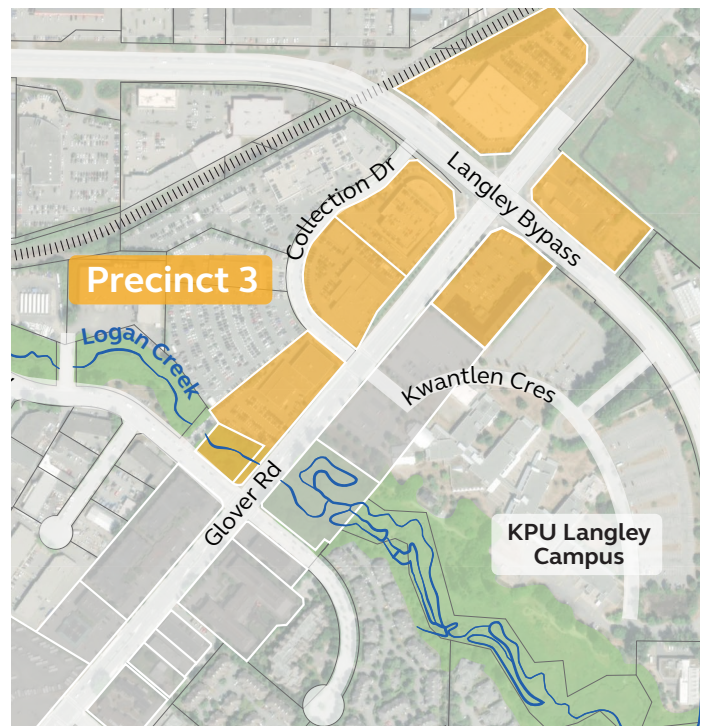 Langley Bypass
Collection Dr
Precinct 3
Logan Creek
Kwantlen Cres
Glover Rd
KPU Langley
Campus